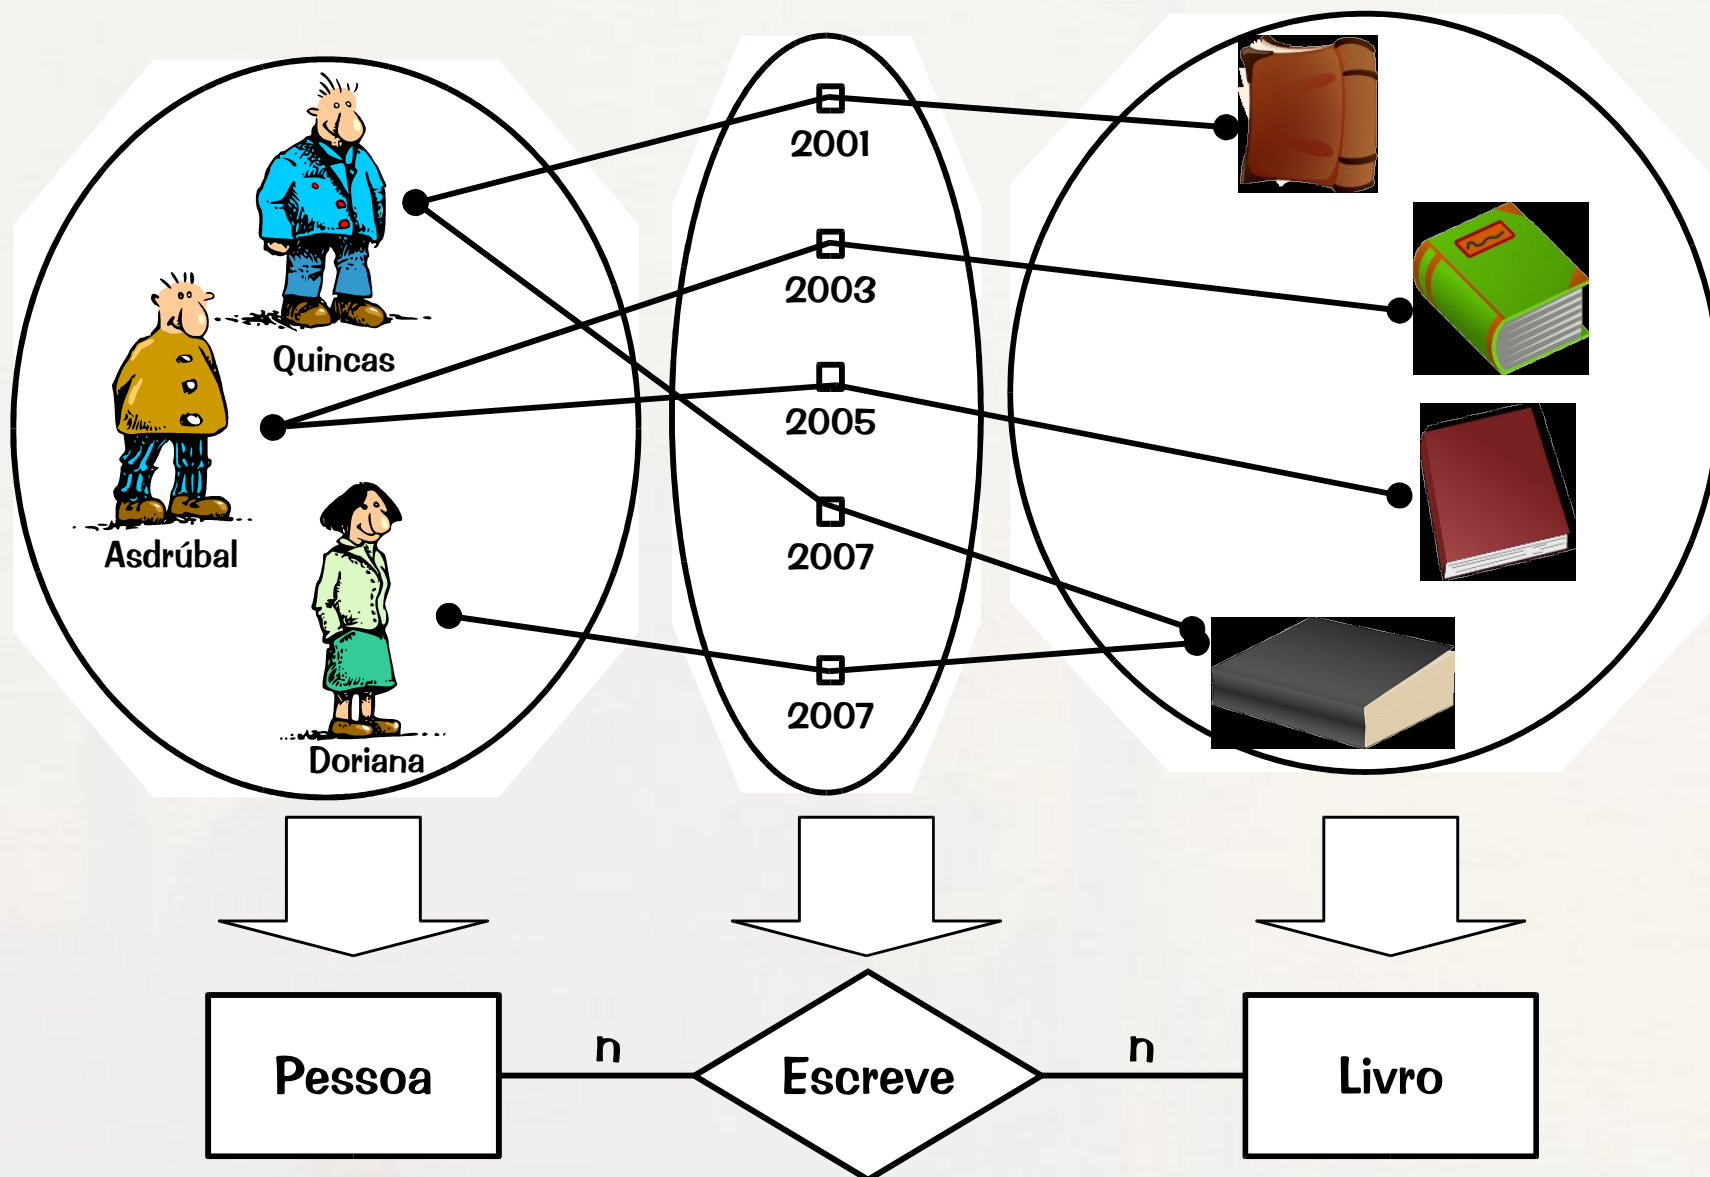 Quincas
Asdrúbal
Doriana
2001
2003
2005
2007
2007
Pessoa
n
Escreve
n
Livro